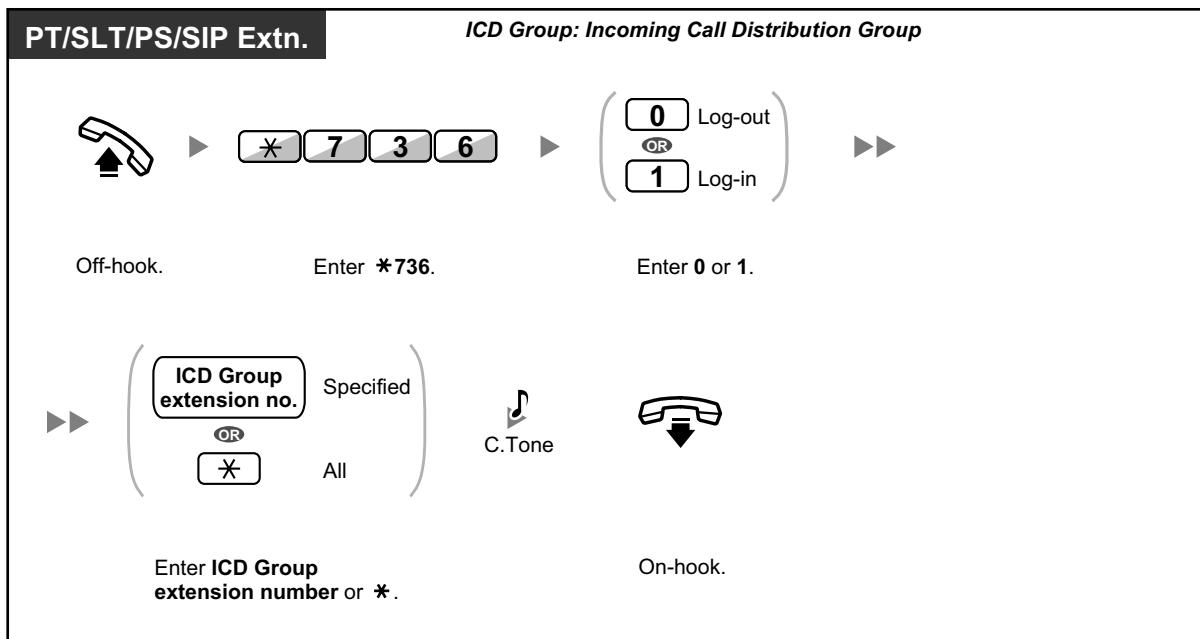 PT/SLT/PS/SIP Extn.
ICD Group: Incoming Call Distribution Group
* 7 3 6
0 Log-out
OR
1 Log-in
Off-hook.
Enter *736.
Enter 0 or 1.
ICD Group
extension no.
Specified
OR
* All
C.Tone
Enter ICD Group
extension number or *.
On-hook.